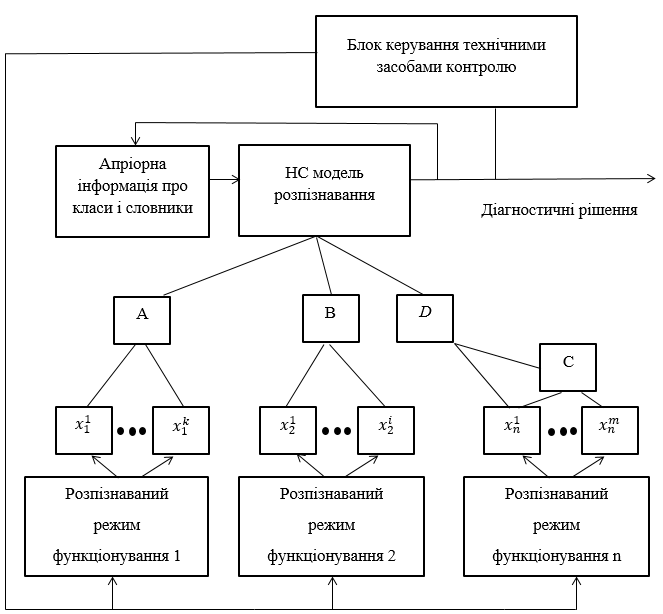 Блок керування технічними
засобами контролю
Апріорна
інформація про
класи і словники
НС модель
розпізнавання
Діагностичні рішення
A
B
D
C
x_1^1
x_1^k
x_2^1
x_2^i
x_n^1
x_n^m
Розпізнаваний
режим
функціонування 1
Розпізнаваний
режим
функціонування 2
Розпізнаваний
режим
функціонування n